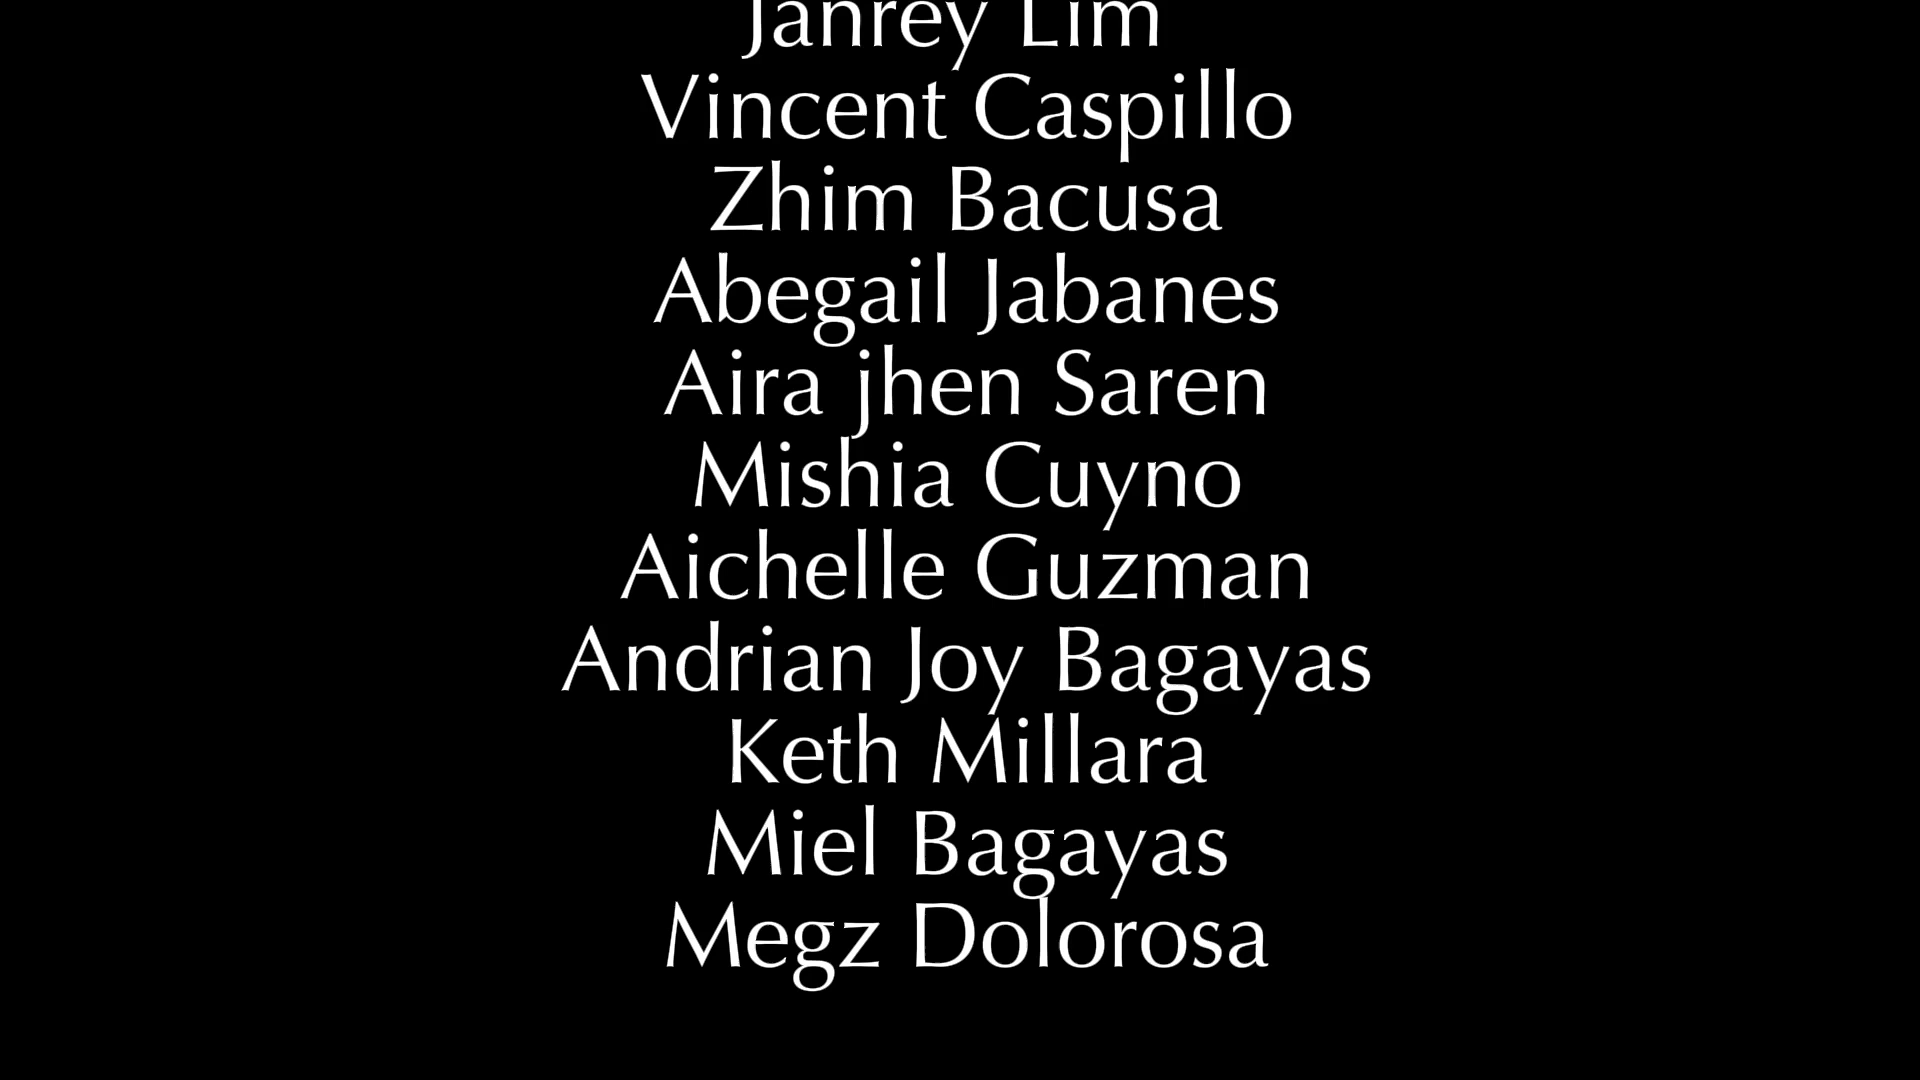 Janrey Lim
Vincent Caspillo
Zhim Bacusa
Abegail Jabanes
Aira jhen Saren
Mishia Cuyno
Aichelle Guzman
Andrian Joy Bagayas
Keth Millara
Miel Bagayas
Megz Dolorosa